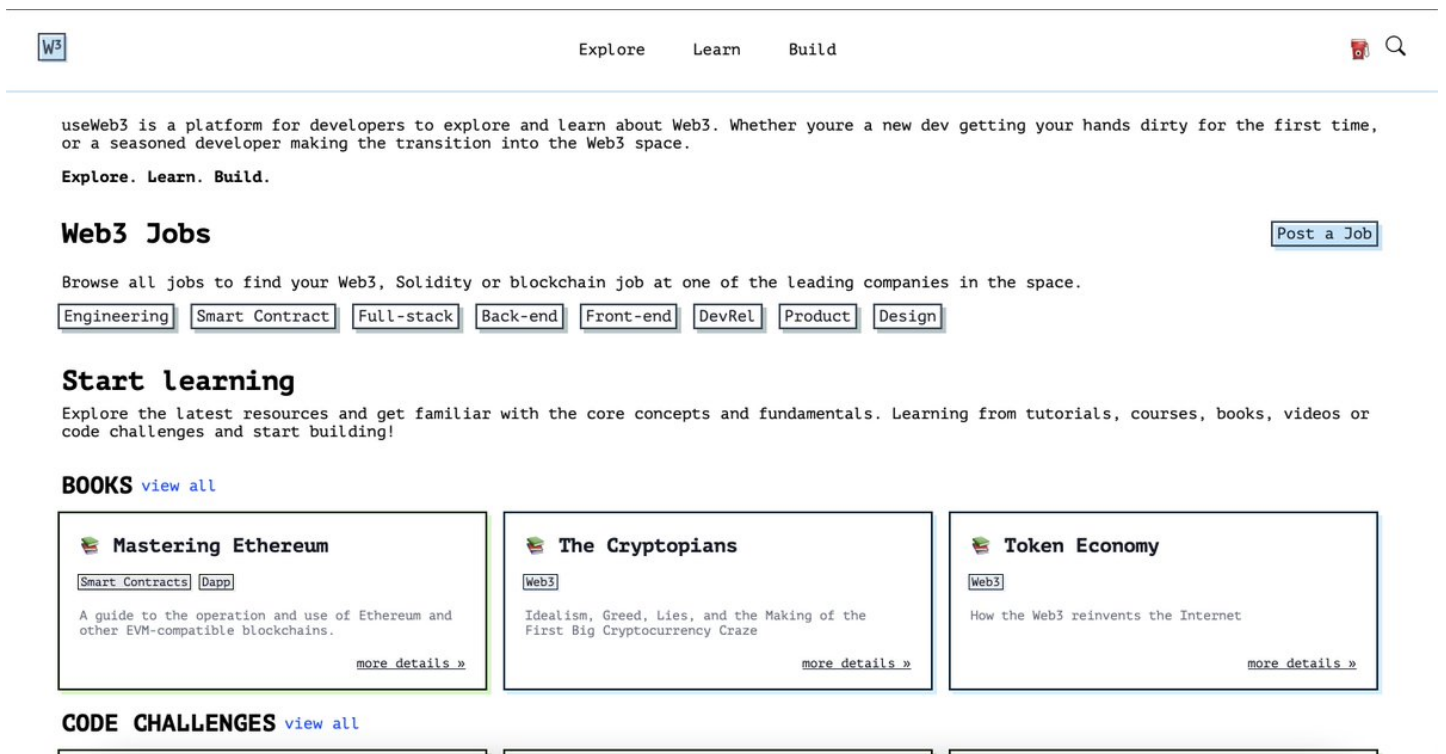 W3
Explore Learn Build
useWeb3 is a platform for developers to explore and learn about Web3. Whether youre a new dev getting your hands dirty for the first time,
or a seasoned developer making the transition into the Web3 space.
Explore. Learn. Build.
Web3 Jobs
Post a Job
Browse all jobs to find your Web3, Solidity or blockchain job at one of the leading companies in the space.
Engineering Smart Contract Full-stack Back-end Front-end DevRel Product Design
Start learning
Explore the latest resources and get familiar with the core concepts and fundamentals. Learning from tutorials, courses, books, videos or
code challenges and start building!
BOOKS view all
Mastering Ethereum
Smart Contracts Dapp
A guide to the operation and use of Ethereum and
other EVM-compatible blockchains.
more details »
The Cryptopians
Web3
Idealism, Greed, Lies, and the Making of the
First Big Cryptocurrency Craze
more details »
Token Economy
Web3
How the Web3 reinvents the Internet
more details »
CODE CHALLENGES view all